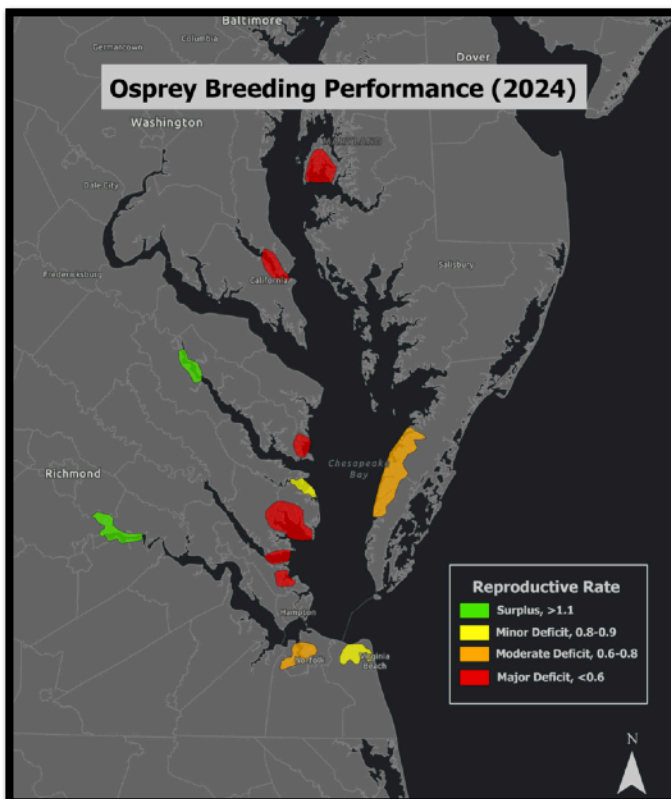 Baltimore
Columbia
Germantown
Dover
Osprey Breeding Performance (2024)
Washington
MARYLAND
Dale City
Fredericksburg
California
Salisbury
Chesapeake
Bay
Richmond
Hampton
Norfolk
Virginia
Beach
Reproductive Rate
Surplus, >1.1
Minor Deficit, 0.8-0.9
Moderate Deficit, 0.6-0.8
Major Deficit, <0.6
N